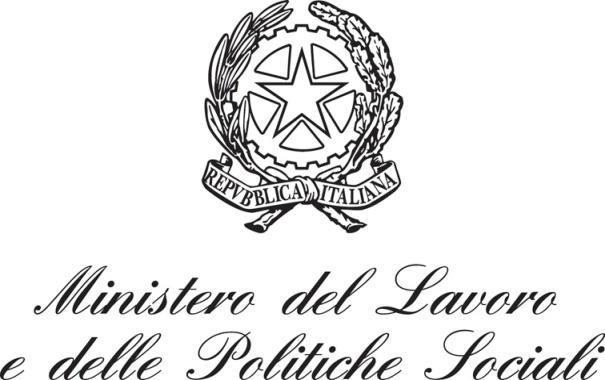 REPVBBLICA ITALIANA
Ministero del Lavoro
e delle Politiche Sociali